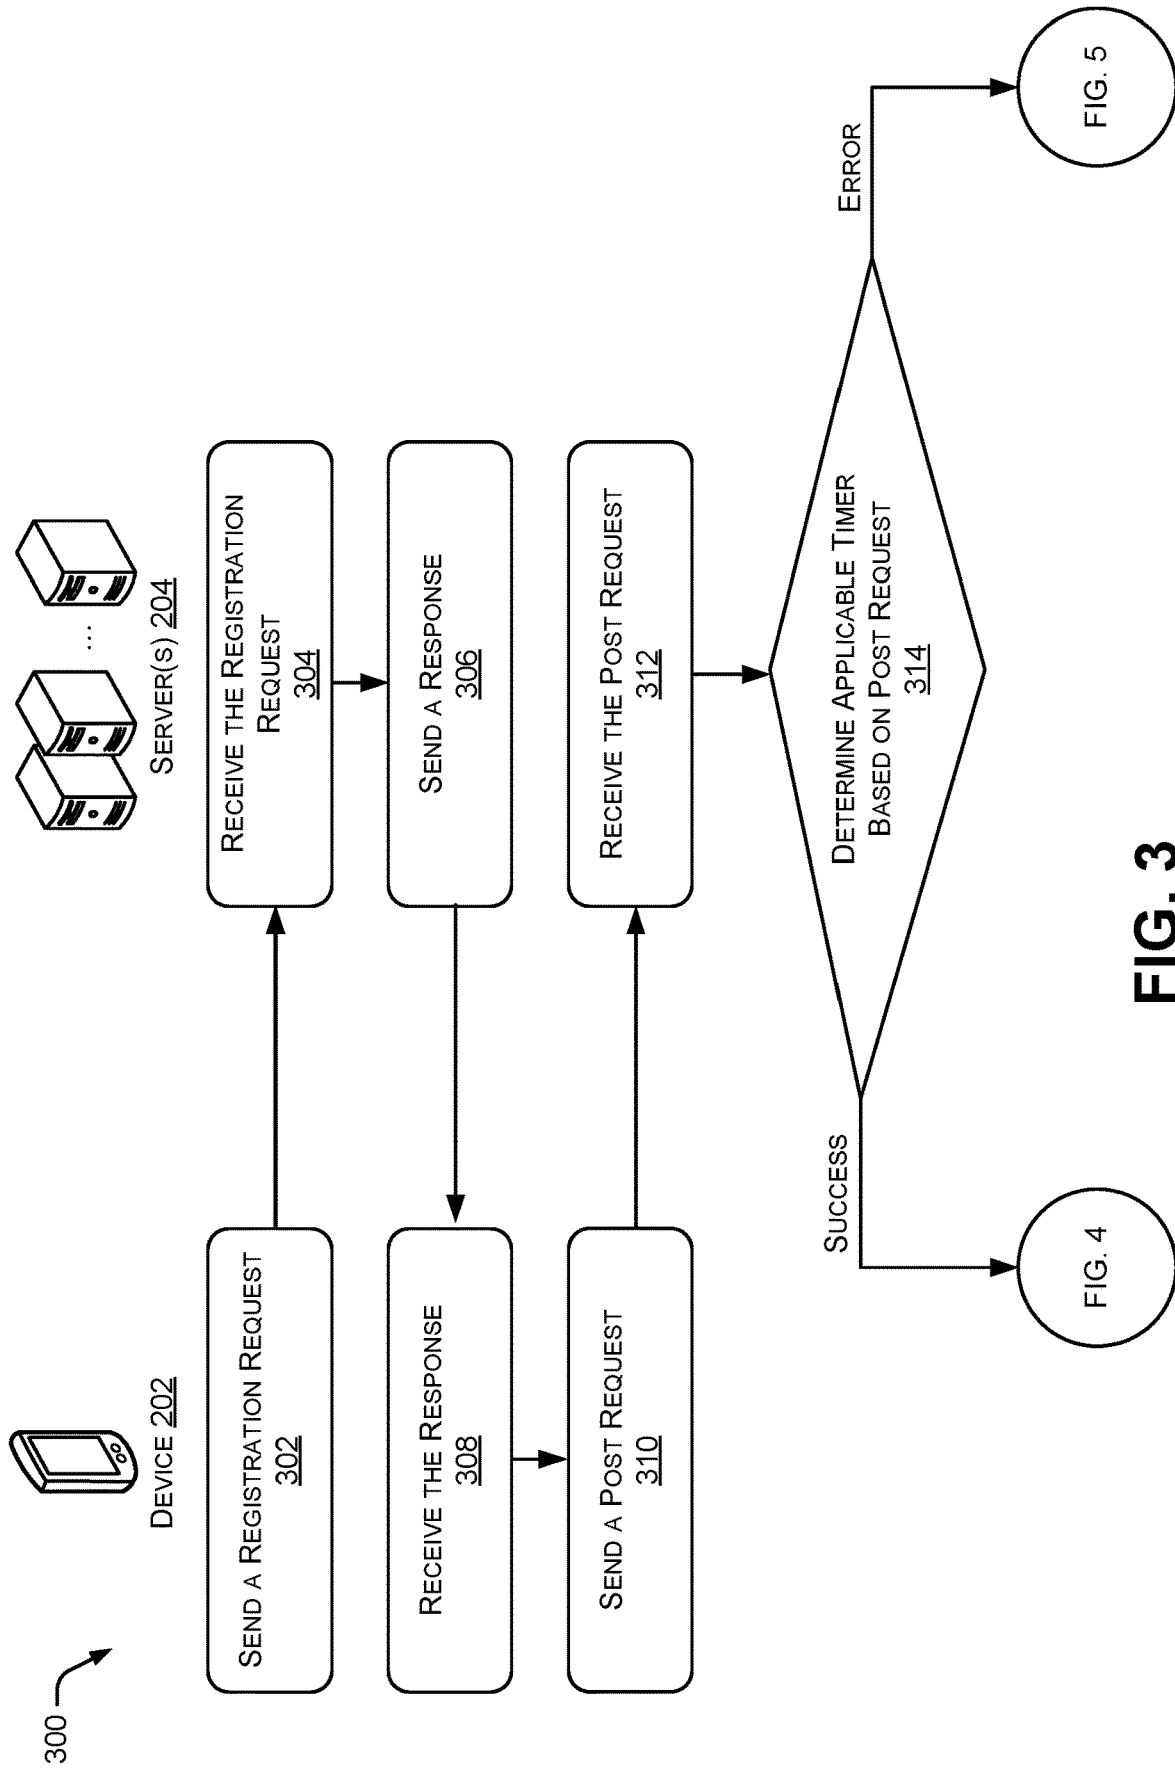 300
DEVICE 202
SERVER(S) 204
...
SEND A REGISTRATION REQUEST
302
RECEIVE THE REGISTRATION
REQUEST
304
SEND A RESPONSE
306
RECEIVE THE RESPONSE
308
SEND A POST REQUEST
310
RECEIVE THE POST REQUEST
312
DETERMINE APPLICABLE TIMER
BASED ON POST REQUEST
314
SUCCESS
ERROR
FIG. 4
FIG. 5
FIG. 3